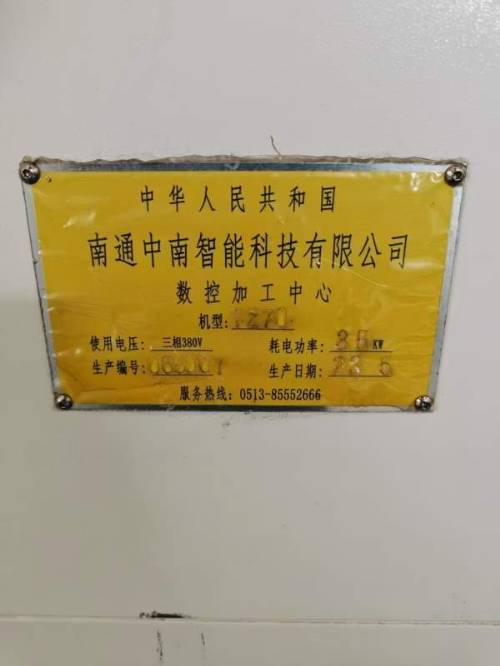 中华人民共和国
南通中南智能科技有限公司
数控加工中心
机型:
使用电压: 三相380V
耗电功率: 35KW
生产编号:
生产日期:
服务热线: 0513-85552666